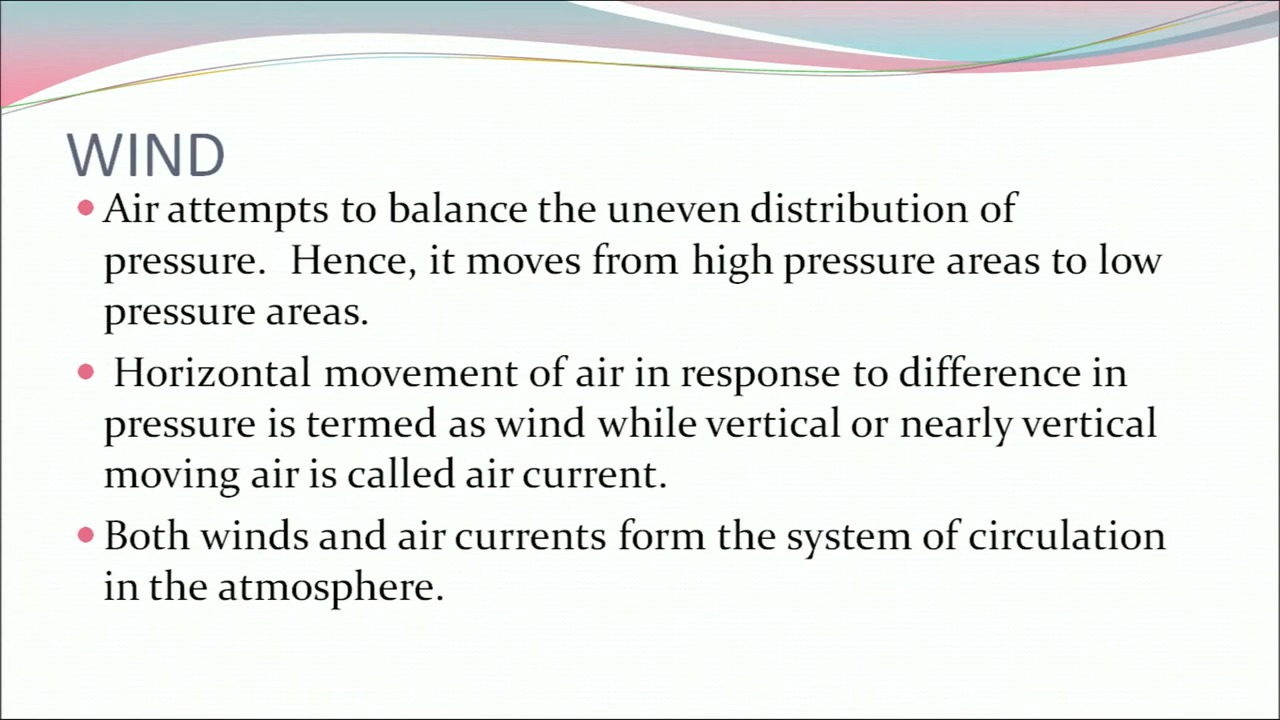 WIND
• Air attempts to balance the uneven distribution of
pressure.  Hence, it moves from high pressure areas to low
pressure areas.
• Horizontal movement of air in response to difference in
pressure is termed as wind while vertical or nearly vertical
moving air is called air current.
• Both winds and air currents form the system of circulation
in the atmosphere.